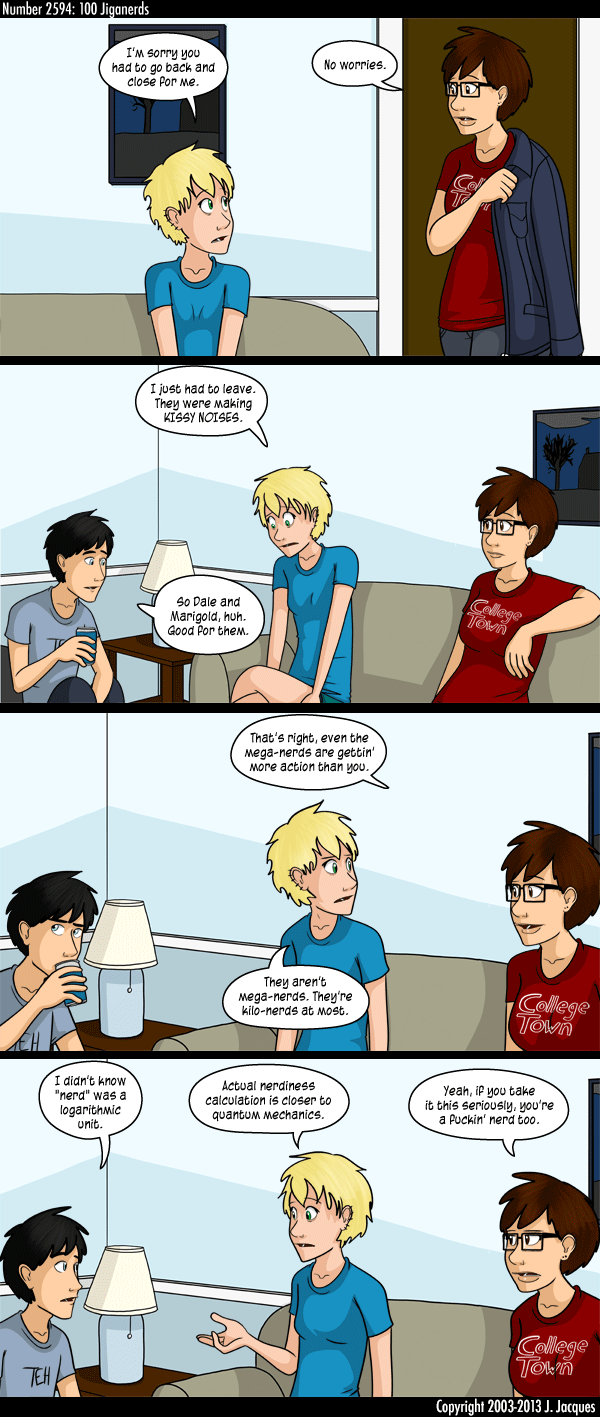 Number 2594: 100 Jiganerds
I'm sorry you
had to go back and
close for me.
No worries.
College
Town
I just had to leave.
They were making
KISSY NOISES.
So Dale and
Marigold, huh.
Good for them.
TEH
College
Town
That's right, even the
mega-nerds are gettin'
more action than you.
They aren't
mega-nerds. They're
kilo-nerds at most.
TEH
College
Town
I didn't know
"nerd" was a
logarithmic
unit.
Actual nerdiness
calculation is closer to
quantum mechanics.
Yeah, if you take
it this seriously, you're
a fuckin' nerd too.
TEH
College
Town
Copyright 2003-2013 J. Jacques